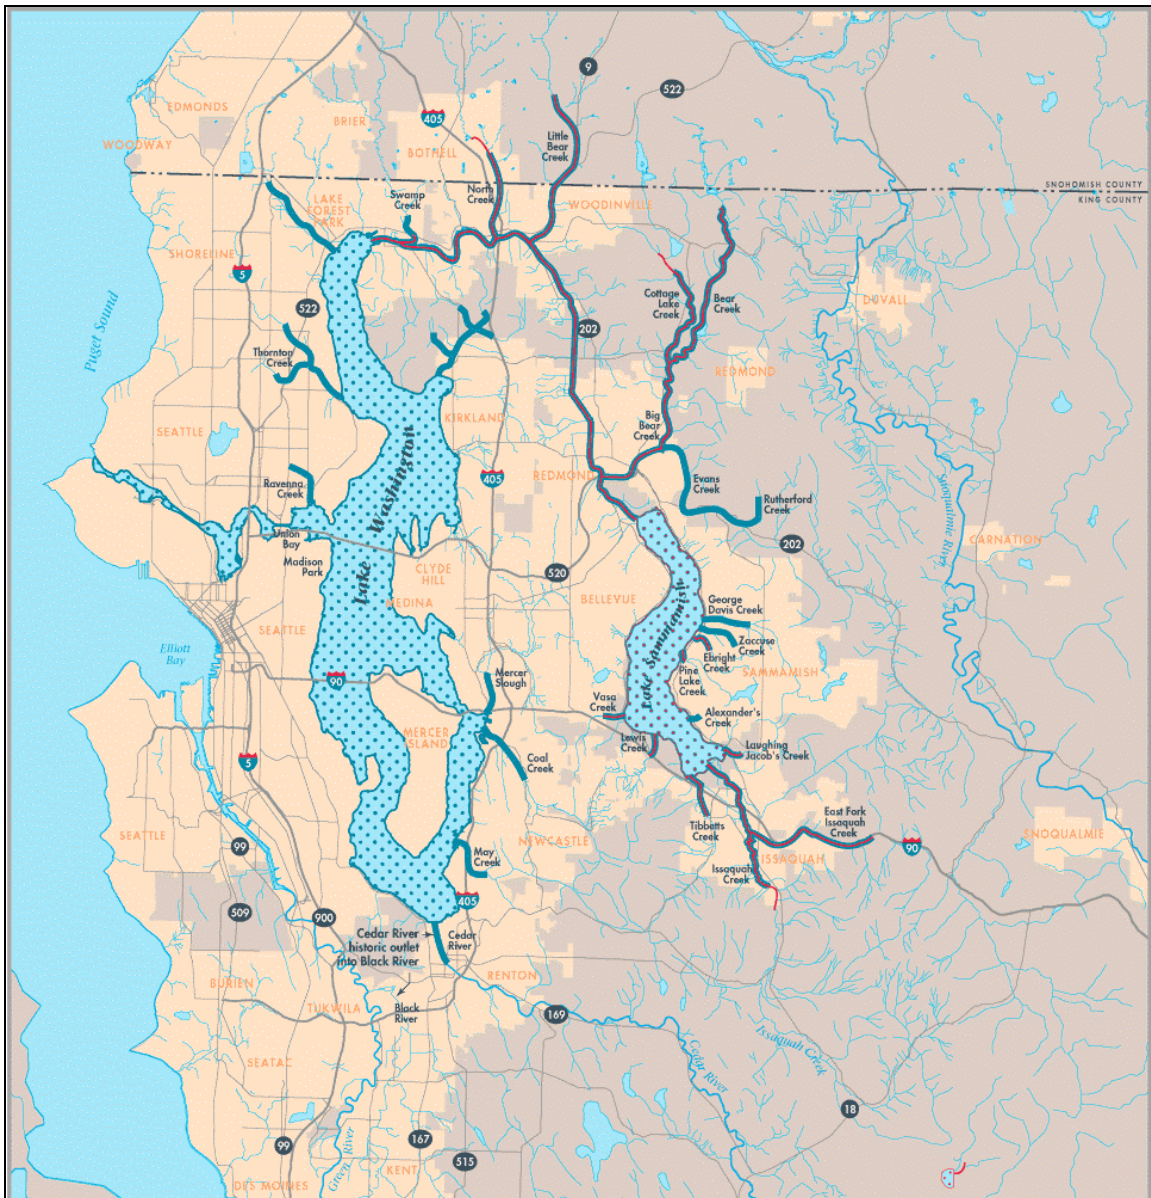 9
522
EDMONDS
BRIER
405
WOODWAY
BOTHELL
Little
Bear
Creek
SNOHOMISH COUNTY
KING COUNTY
LAKE
FOREST
PARK
Swamp
Creek
North
Creek
WOODINVILLE
SHORELINE
5
522
Cottage
Lake
Creek
Bear
Creek
DUVALL
Puget Sound
202
Thornton
Creek
REDMOND
KIRKLAND
Big
Bear
Creek
SEATTLE
Lake Washington
405
REDMOND
Ravenna
Creek
Evans
Creek
Rutherford
Creek
Snoqualmie River
Union
Bay
Madison
Park
202
CARNATION
CLYDE
HILL
520
MEDINA
BELLEVUE
George
Davis Creek
SEATTLE
Zaccuse
Creek
Elliott
Bay
Lake Sammamish
Ebright
Creek
Pine
Lake
Creek
SAMMAMISH
90
Mercer
Slough
Vasa
Creek
Alexander's
Creek
MERCER
ISLAND
Lewis
Creek
Laughing
Jacob's Creek
5
Coal
Creek
SEATTLE
99
Tibbetts
Creek
East Fork
Issaquah
Creek
NEWCASTLE
90
SNOQUALMIE
May
Creek
ISSAQUAH
Issaquah
Creek
405
509
900
Cedar River
historic outlet
into Black River
Cedar
River
RENTON
BURIEN
TUKWILA
Black
River
169
Issaquah Creek
Cedar River
SEATAC
18
99
167
515
Green River
KENT
DES MOINES